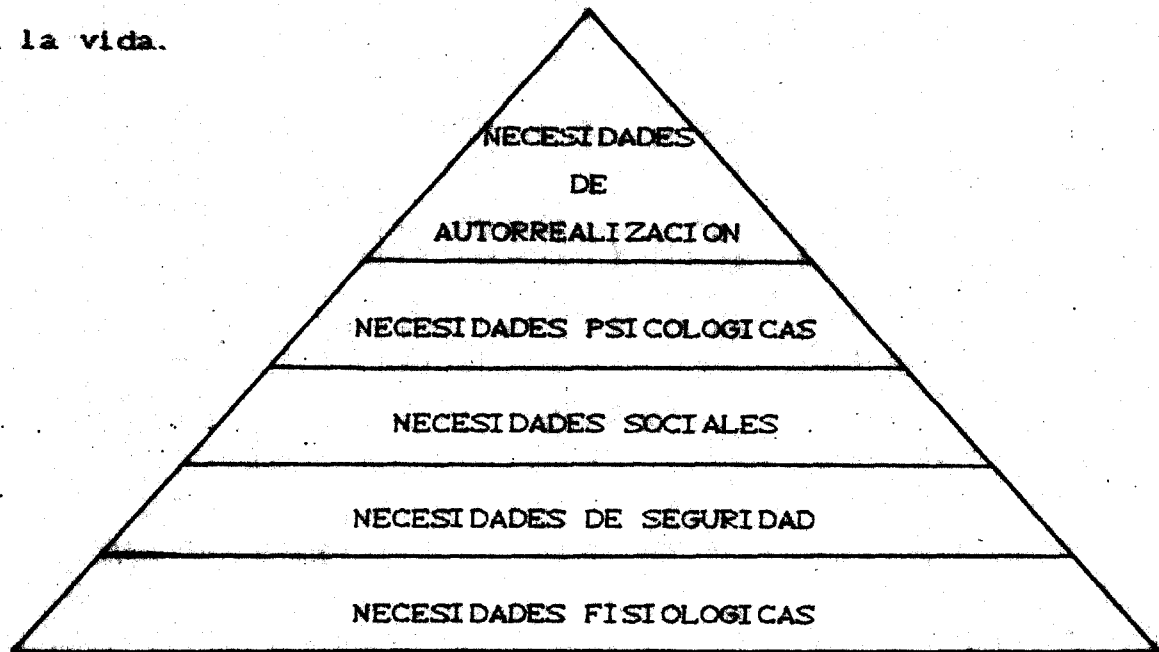 la vida.
NECESIDADES
DE
AUTORREALIZACION
NECESIDADES PSICOLOGICAS
NECESIDADES SOCIALES
NECESIDADES DE SEGURIDAD
NECESIDADES FISIOLOGICAS